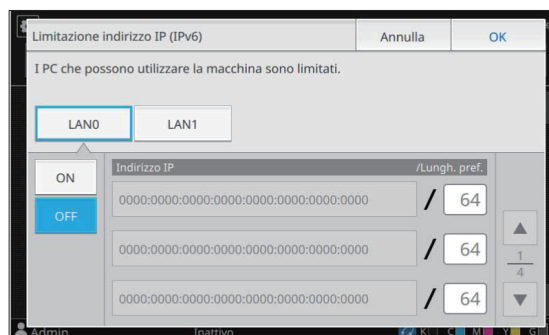 Limitazione indirizzo IP (IPv6)
Annulla
OK
I PC che possono utilizzare la macchina sono limitati.
LAN0
LAN1
ON
OFF
Indirizzo IP
/Lungh. pref.
0000:0000:0000:0000:0000:0000:0000:0000
/
64
0000:0000:0000:0000:0000:0000:0000:0000
/
64
0000:0000:0000:0000:0000:0000:0000:0000
/
64
1
4
Admin
Inattivo
K
C
M
Y
G